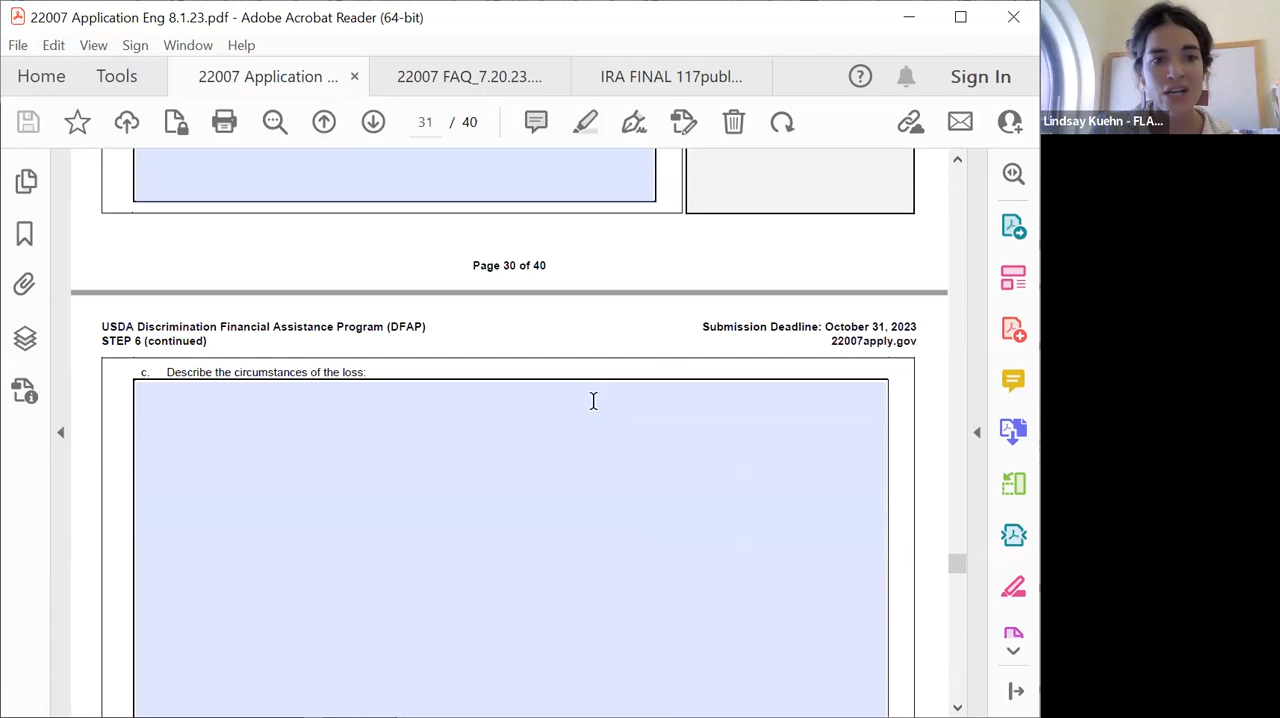 22007 Application Eng 8.1.23.pdf - Adobe Acrobat Reader (64-bit)
File Edit View Sign Window Help
Home Tools 22007 Application ... × 22007 FAQ_7.20.23.... IRA FINAL 117publ... Sign In
31 / 40
Lindsay Kuehn - FLA...
Page 30 of 40
USDA Discrimination Financial Assistance Program (DFAP) Submission Deadline: October 31, 2023
STEP 6 (continued) 22007apply.gov
c. Describe the circumstances of the loss: